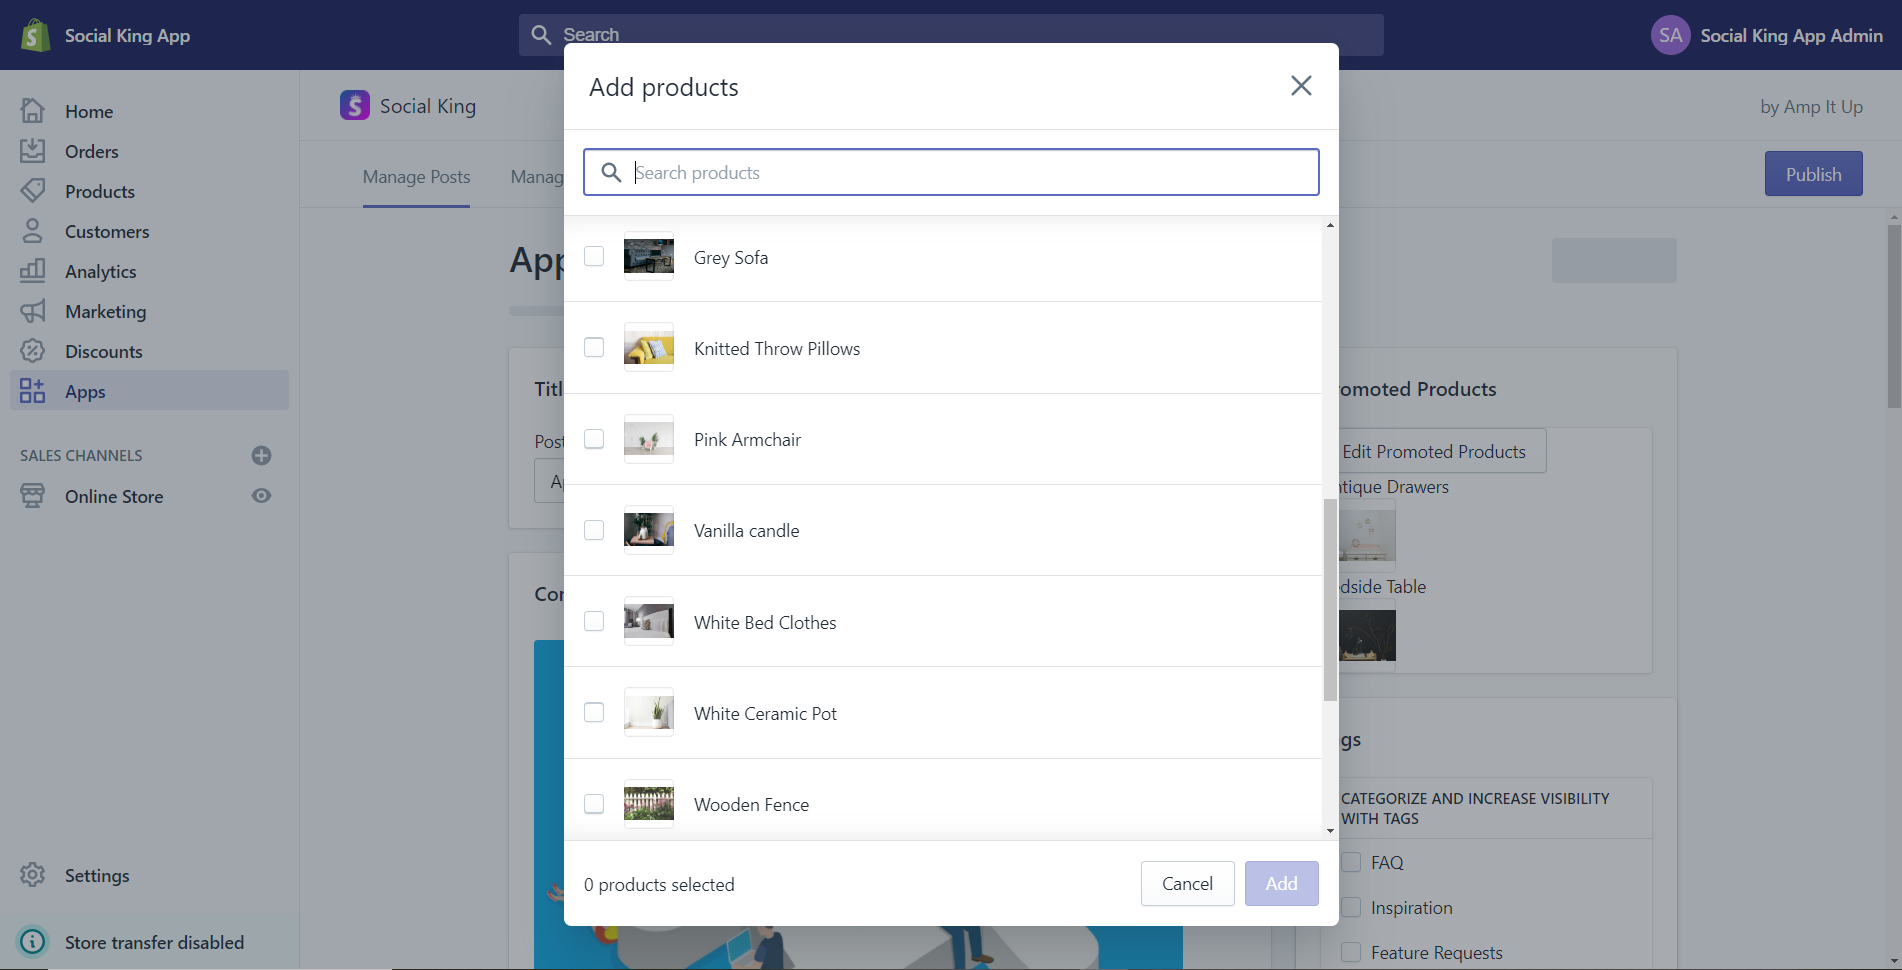 Social King App
Search
SA
Social King App Admin
Home
Orders
Products
Customers
Analytics
Marketing
Discounts
Apps
SALES CHANNELS
Online Store
Settings
Store transfer disabled
Social King
by Amp It Up
Manage Posts
Manag
Publish
App
Titl
Post
Ap
Con
Add products
Search products
Grey Sofa
Knitted Throw Pillows
Pink Armchair
Vanilla candle
White Bed Clothes
White Ceramic Pot
Wooden Fence
0 products selected
Cancel
Add
omoted Products
Edit Promoted Products
ntique Drawers
dside Table
gs
CATEGORIZE AND INCREASE VISIBILITY
WITH TAGS
FAQ
Inspiration
Feature Requests